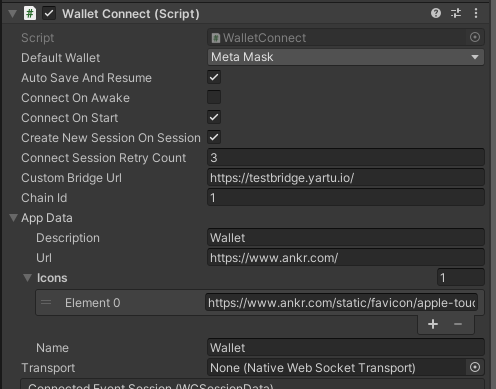 Wallet Connect (Script)
Script WalletConnect
Default Wallet Meta Mask
Auto Save And Resume
Connect On Awake
Connect On Start
Create New Session On Session
Connect Session Retry Count 3
Custom Bridge Url https://testbridge.yartu.io/
Chain Id 1
App Data
Description Wallet
Url https://www.ankr.com/
Icons 1
Element 0 https://www.ankr.com/static/favicon/apple-touc
Name Wallet
Transport None (Native Web Socket Transport)
Connected Event Session (WCSessionData)